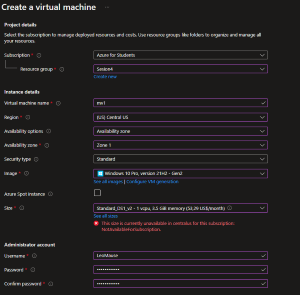 Create a virtual machine
Project details
Select the subscription to manage deployed resources and costs. Use resource groups like folders to organize and manage all your resources.
Subscription * Azure for Students
Resource group * Session4
Create new
Instance details
Virtual machine name * mv1
Region * (US) Central US
Availability options Availability zone
Availability zone * Zone 1
Security type Standard
Image * Windows 10 Pro, version 21H2 - Gen2
See all images | Configure VM generation
Azure Spot instance
Size * Standard_DS1_v2 - 1 vcpu, 3.5 GiB memory (53,29 US$/month)
See all sizes
This size is currently unavailable in centralus for this subscription: NotAvailableForSubscription.
Administrator account
Username * LeoMouse
Password *
Confirm password *